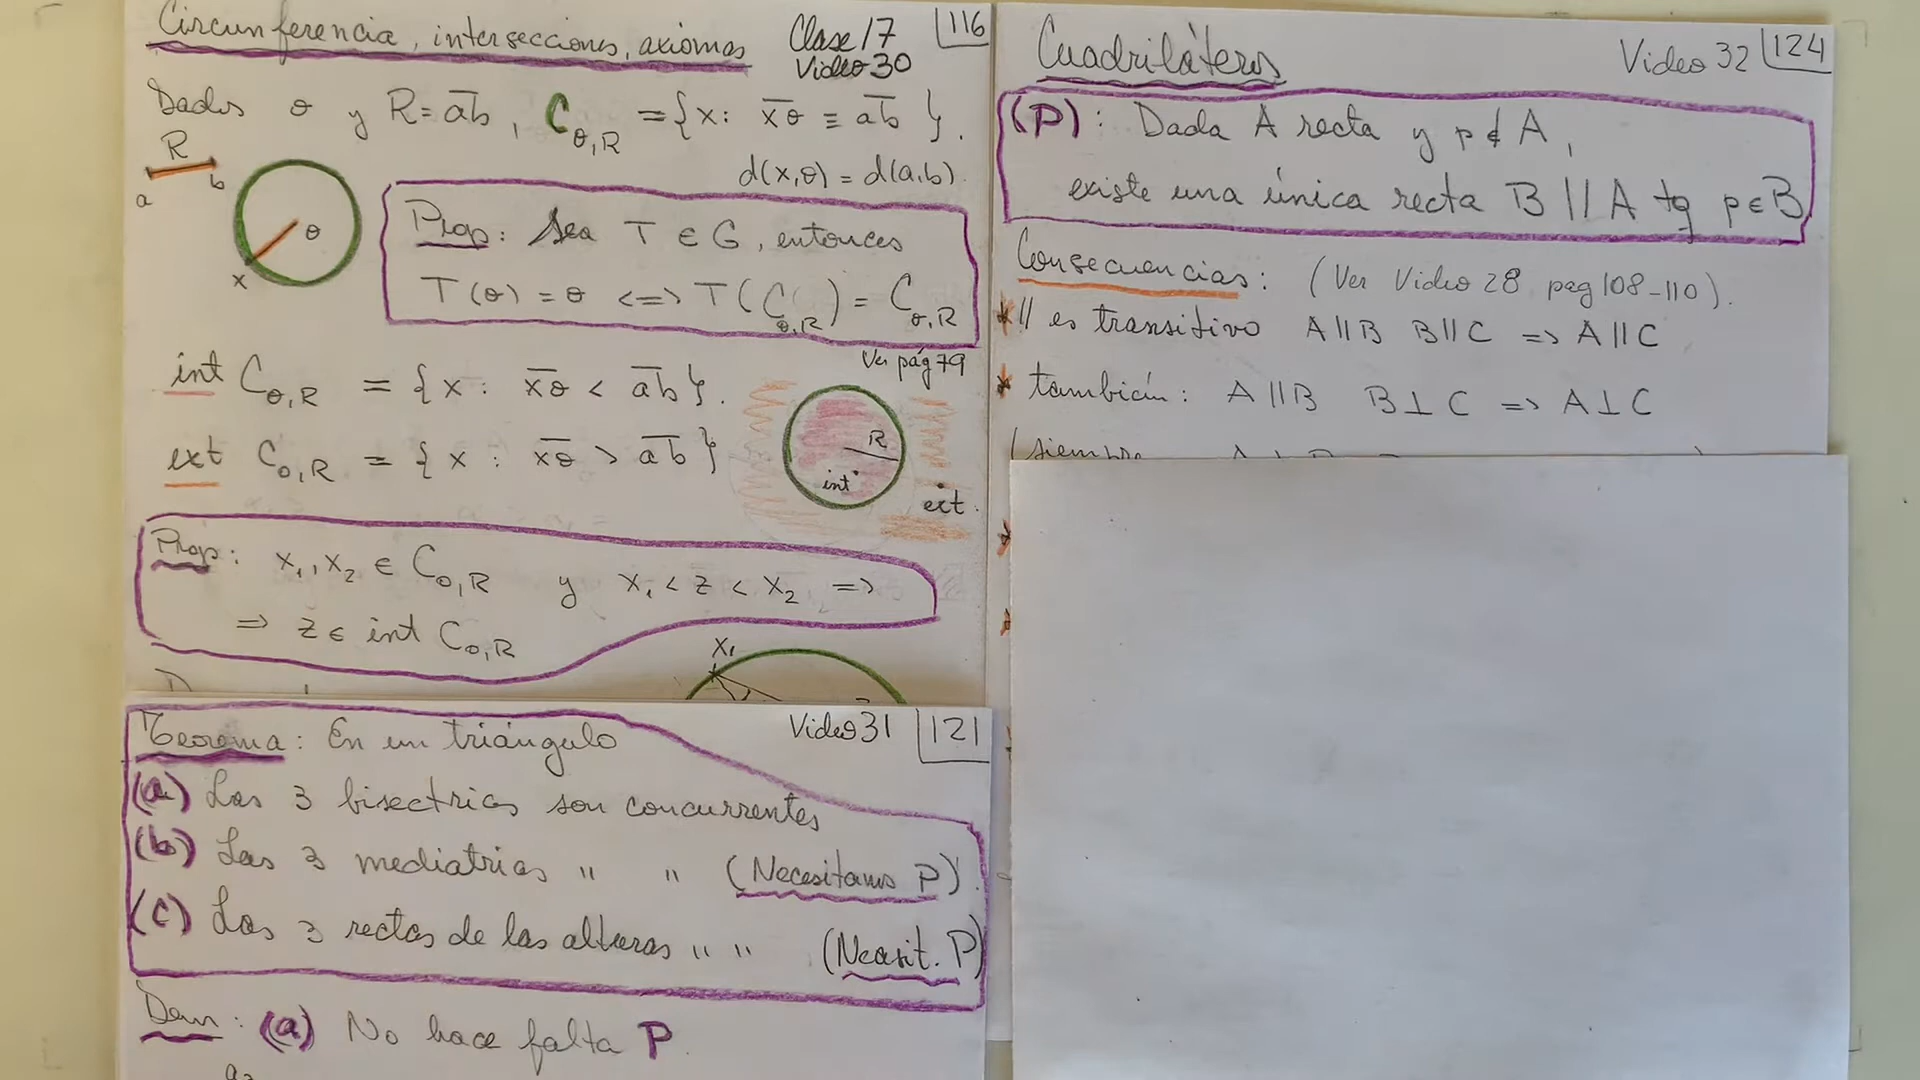 Circunferencia, intersecciones, axiomas
Clase 17
Video 30
116
Dados θ y R = ab, C θ,R = { x : xθ ≡ ab }.
R
a b
d(x,θ) = d(a,b).
θ
x
Prop: Sea T ∈ G, entonces
T(θ) = θ <=> T(C θ,R) = C θ,R
Ver pág 79
int C θ,R = { x : xθ < ab }.
ext C o,R = { x : xθ > ab }
R
int
ext.
Prop: x₁, x₂ ∈ C o,R y x₁ < z < x₂ =>
=> z ∈ int C o,R
x₁
Teorema: En un triángulo
Video 31
121
(a) Las 3 bisectrices son concurrentes
(b) Las 3 mediatrices " " (Necesitamos P).
(c) Las 3 rectas de las alturas " " (Necesit. P)
Dem: (a) No hace falta P.
a₂
Cuadriláteros
Video 32
124
(P): Dada A recta y p ∉ A,
existe una única recta B // A tq p ∈ B
Consecuencias: (Ver Video 28 pag 108-110).
* // es transitivo A // B B // C => A // C
* también: A // B B ⊥ C => A ⊥ C
(siempre